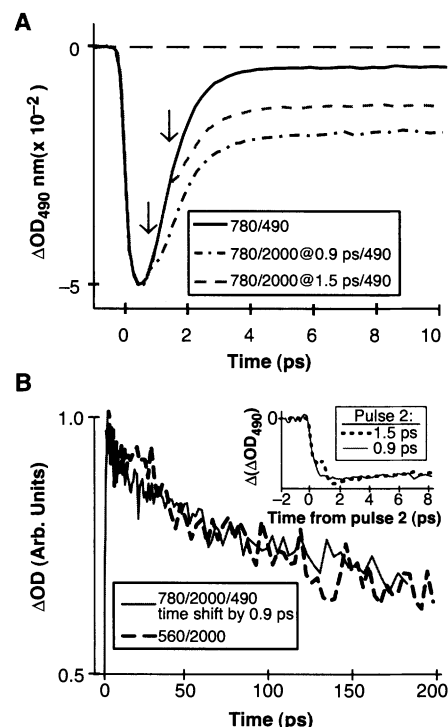 A
0
ΔOD490 nm(x 10–2)
–5
780/490
780/2000@0.9 ps/490
780/2000@1.5 ps/490
0 2 4 6 8 10
Time (ps)
B
1.0
ΔOD (Arb. Units)
0.5
0
Δ(ΔOD490)
Pulse 2:
1.5 ps
0.9 ps
–2 0 2 4 6 8
Time from pulse 2 (ps)
780/2000/490
time shift by 0.9 ps
560/2000
0 50 100 150 200
Time (ps)